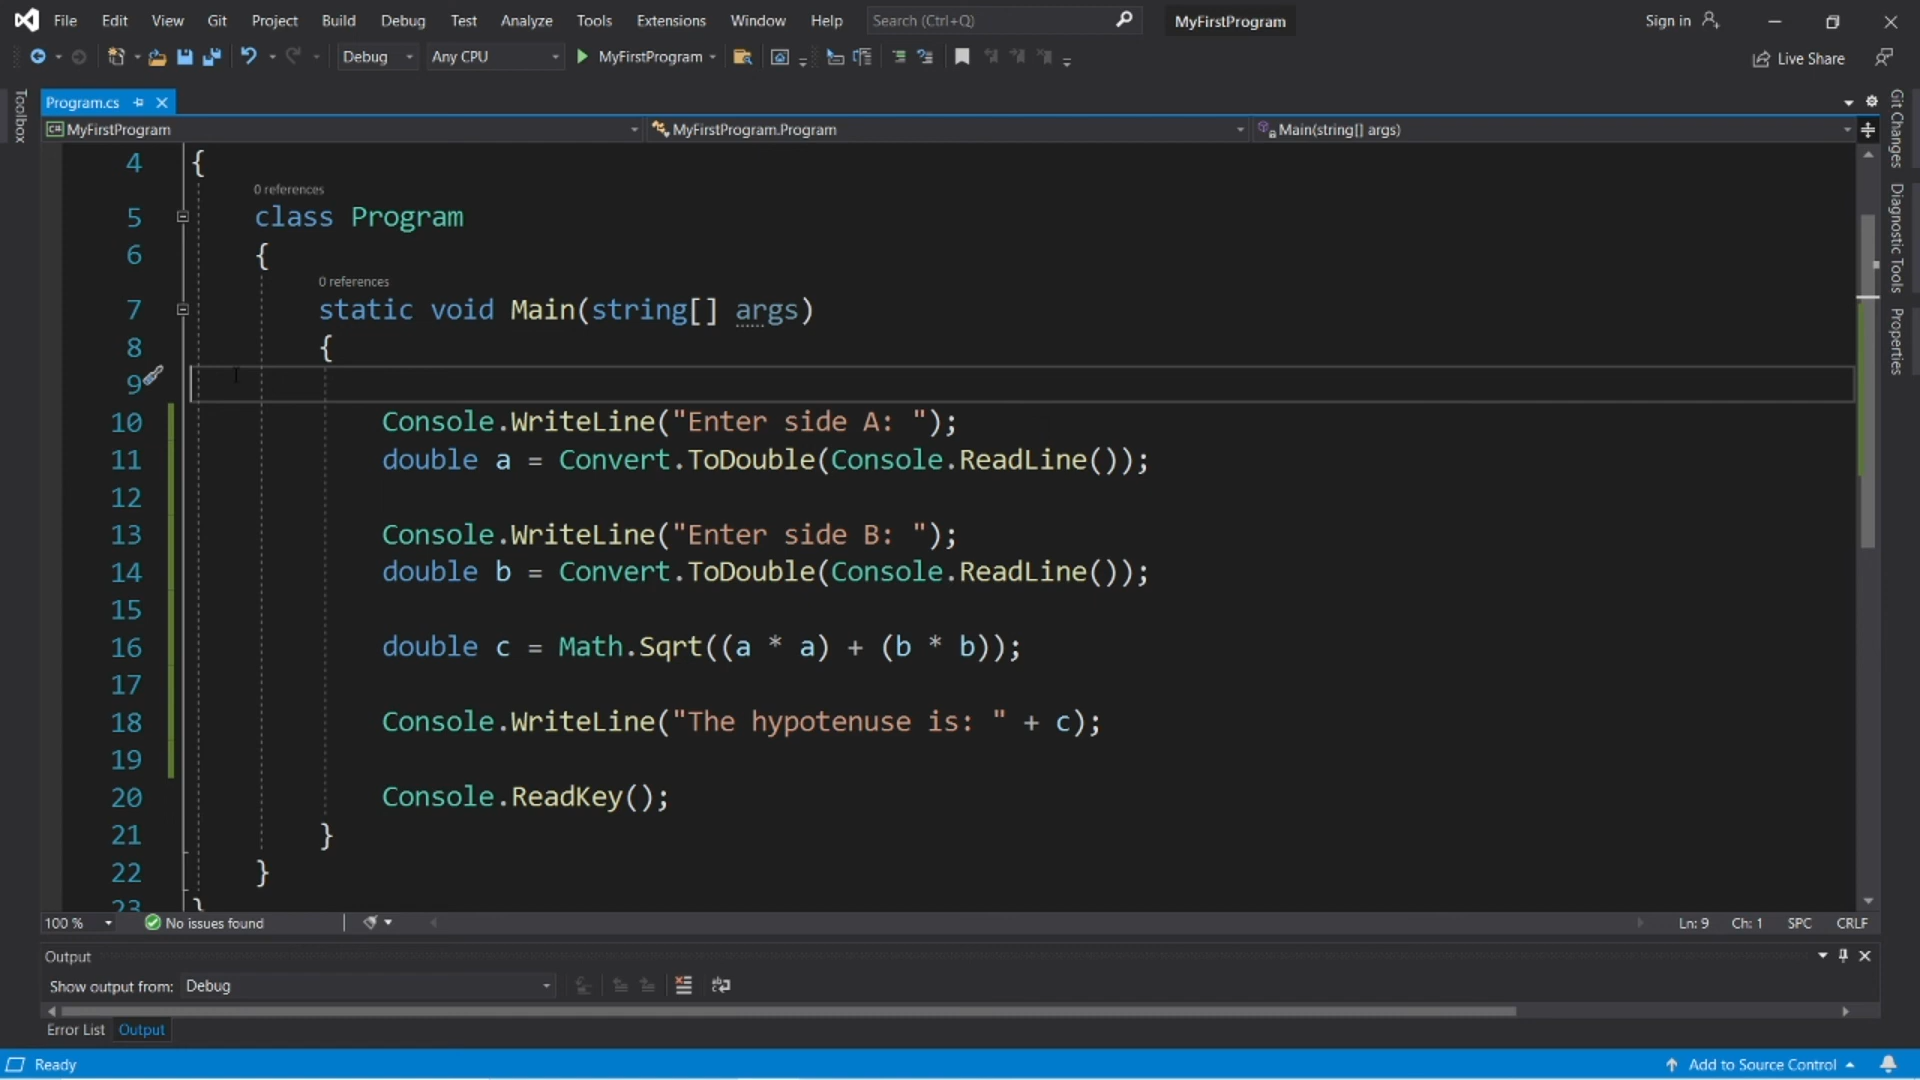 File Edit View Git Project Build Debug Test Analyze Tools Extensions Window Help Search (Ctrl+Q) MyFirstProgram Sign in
Debug Any CPU MyFirstProgram Live Share
Toolbox
Program.cs
MyFirstProgram MyFirstProgram.Program Main(string[] args)
4 {
0 references
5 class Program
6 {
0 references
7 static void Main(string[] args)
8 {
9
10 Console.WriteLine("Enter side A: ");
11 double a = Convert.ToDouble(Console.ReadLine());
12
13 Console.WriteLine("Enter side B: ");
14 double b = Convert.ToDouble(Console.ReadLine());
15
16 double c = Math.Sqrt((a * a) + (b * b));
17
18 Console.WriteLine("The hypotenuse is: " + c);
19
20 Console.ReadKey();
21 }
22 }
23 }
Git Changes
Diagnostic Tools
Properties
100 % No issues found Ln: 9 Ch: 1 SPC CRLF
Output
Show output from: Debug
Error List Output
Ready Add to Source Control